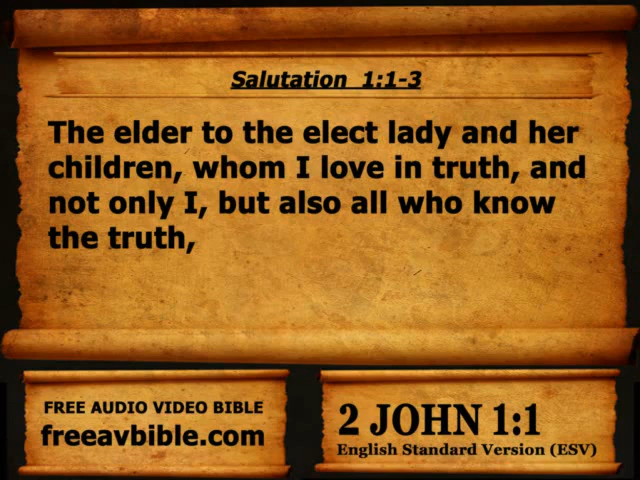 Salutation 1:1-3
The elder to the elect lady and her
children, whom I love in truth, and
not only I, but also all who know
the truth,
FREE AUDIO VIDEO BIBLE
freeavbible.com
2 JOHN 1:1
English Standard Version (ESV)